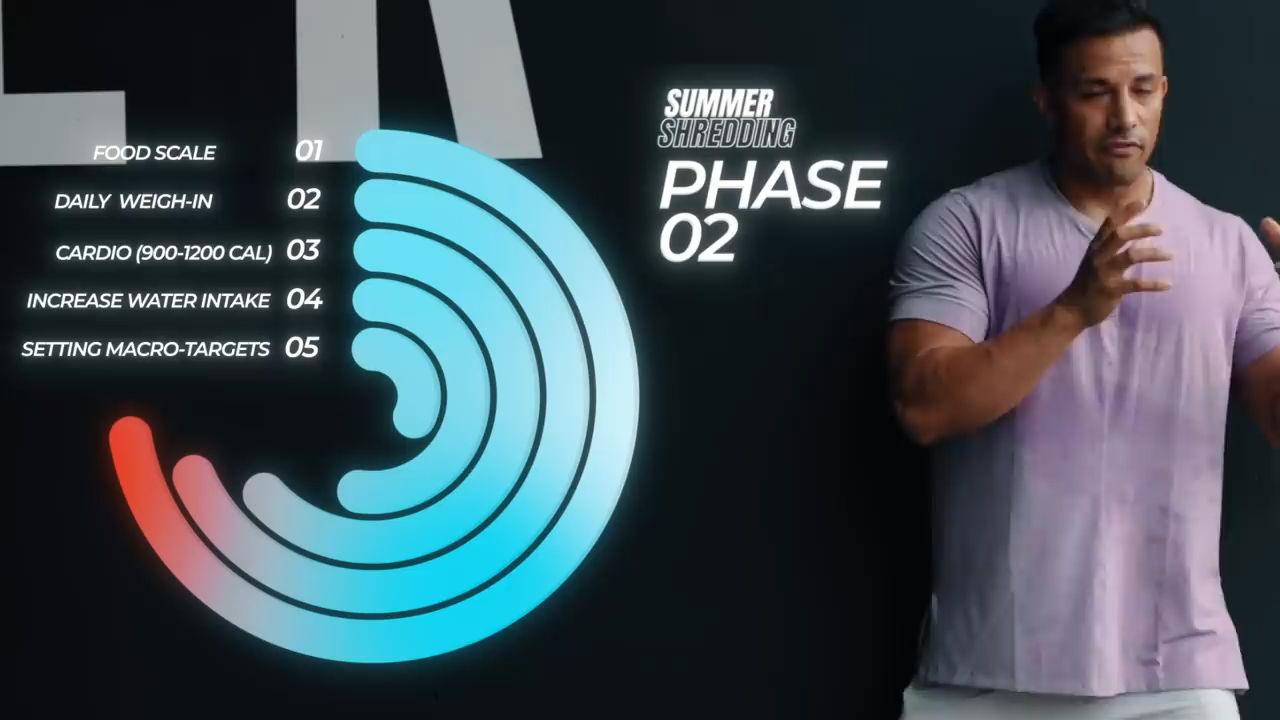 SUMMER
SHREDDING
PHASE
02
FOOD SCALE 01
DAILY WEIGH-IN 02
CARDIO (900-1200 CAL) 03
INCREASE WATER INTAKE 04
SETTING MACRO-TARGETS 05